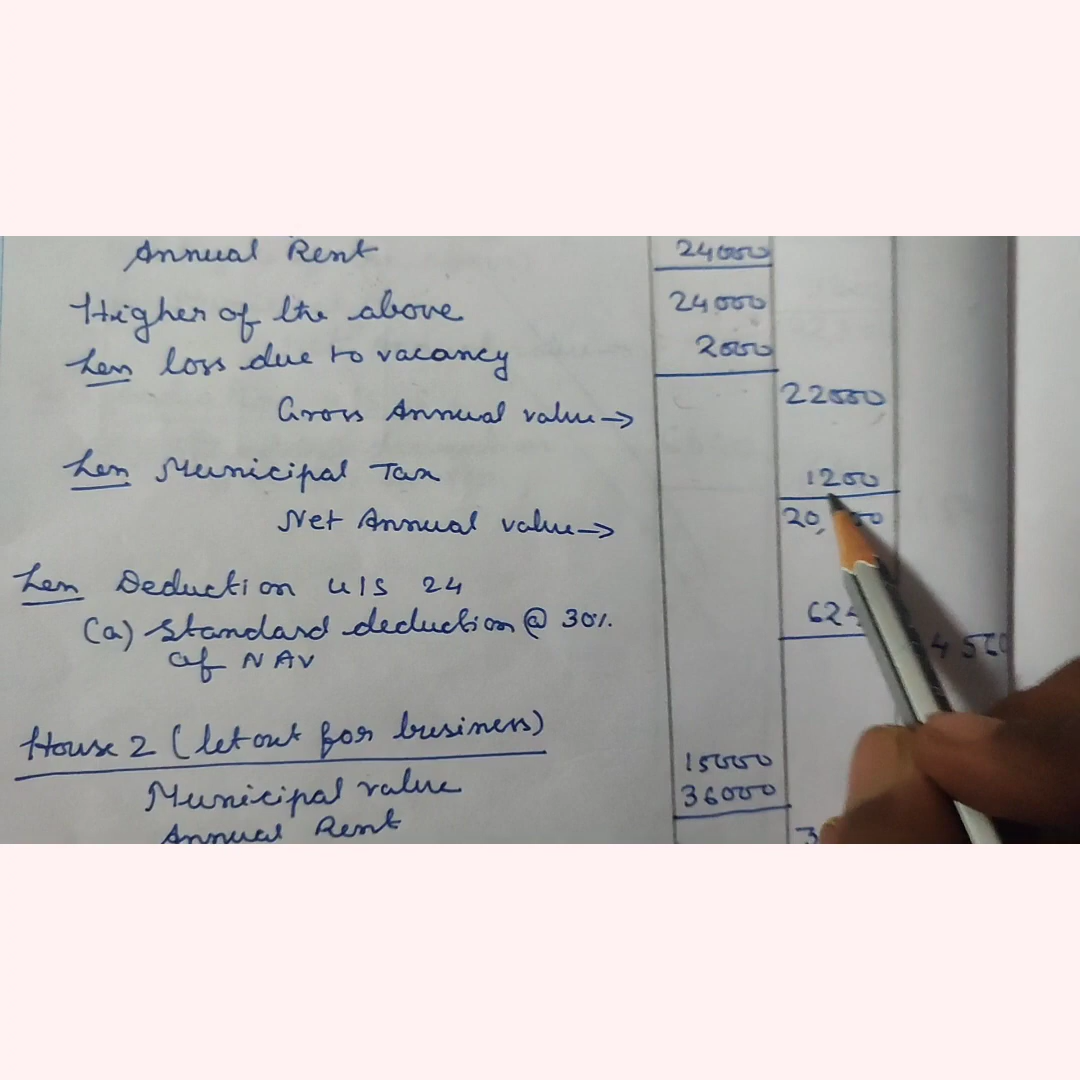 Annual Rent 24000
Higher of the above 24000
Less loss due to vacancy 2000
Gross Annual value → 22000
Less Municipal Tax 1200
Net Annual value →
Less Deduction U/S 24
(a) Standard deduction @ 30%
of NAV
House 2 (let out for business)
Municipal value 15000
Annual Rent 36000